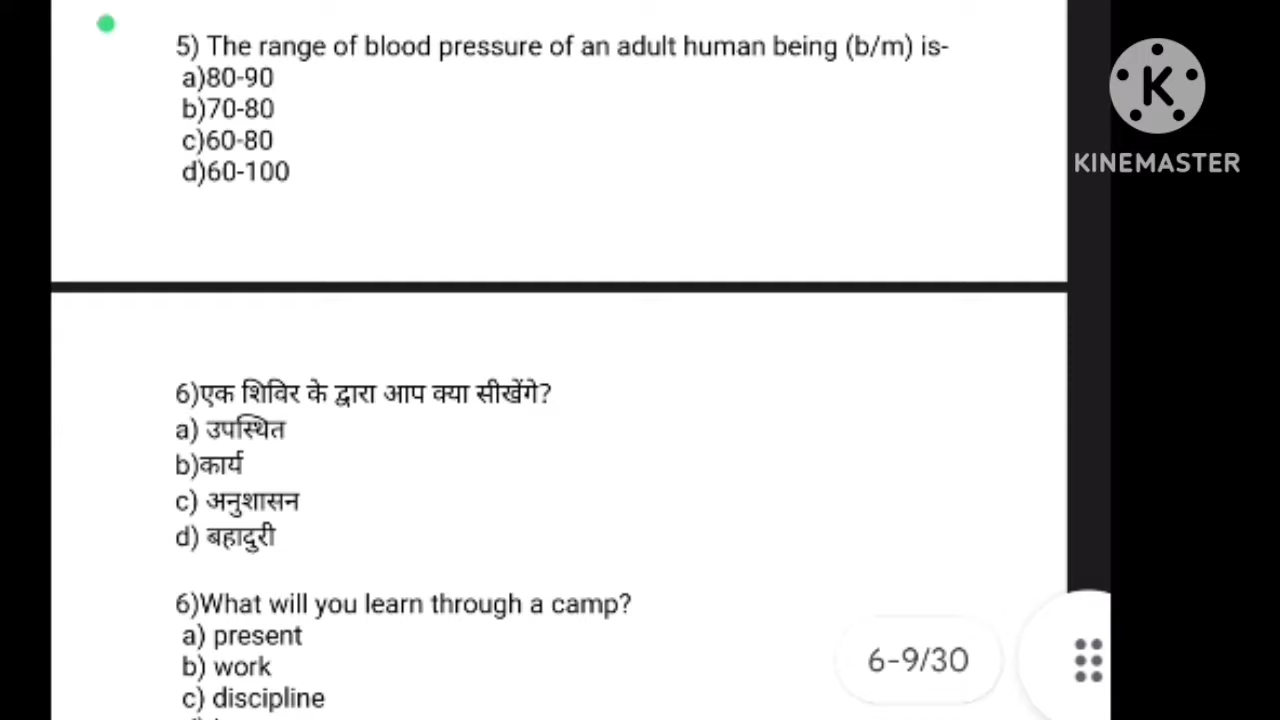 5) The range of blood pressure of an adult human being (b/m) is-
a)80-90
b)70-80
c)60-80
d)60-100
K
KINEMASTER
6)एक शिविर के द्वारा आप क्या सीखेंगे?
a) उपस्थित
b)कार्य
c) अनुशासन
d) बहादुरी
6)What will you learn through a camp?
a) present
b) work
c) discipline
6-9/30